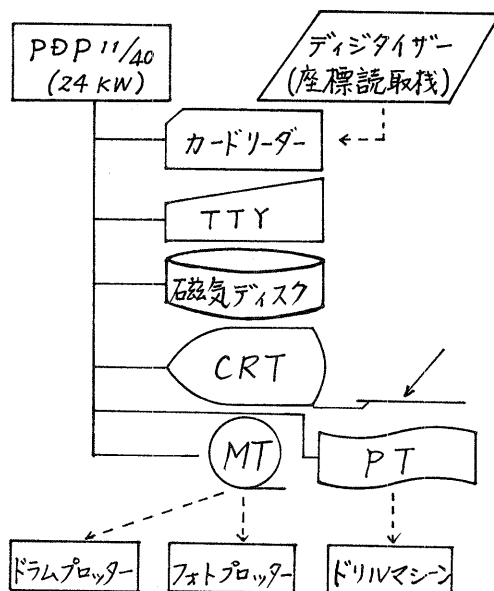 PDP 11/40
(24 KW)
ディジタイザー
(座標読取桟)
カードリーダー
TTY
磁気ディスク
CRT
MT
PT
ドラムプロッター
フォトプロッター
ドリルマシーン